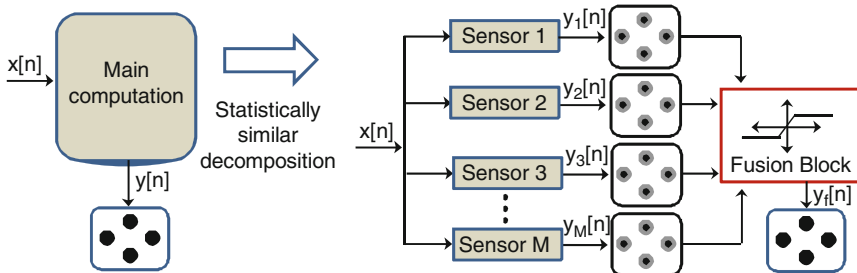 x[n]
Main
computation
y[n]
Statistically
similar
decomposition
x[n]
Sensor 1
y1[n]
Sensor 2
y2[n]
Sensor 3
y3[n]
Sensor M
yM[n]
Fusion Block
yf[n]